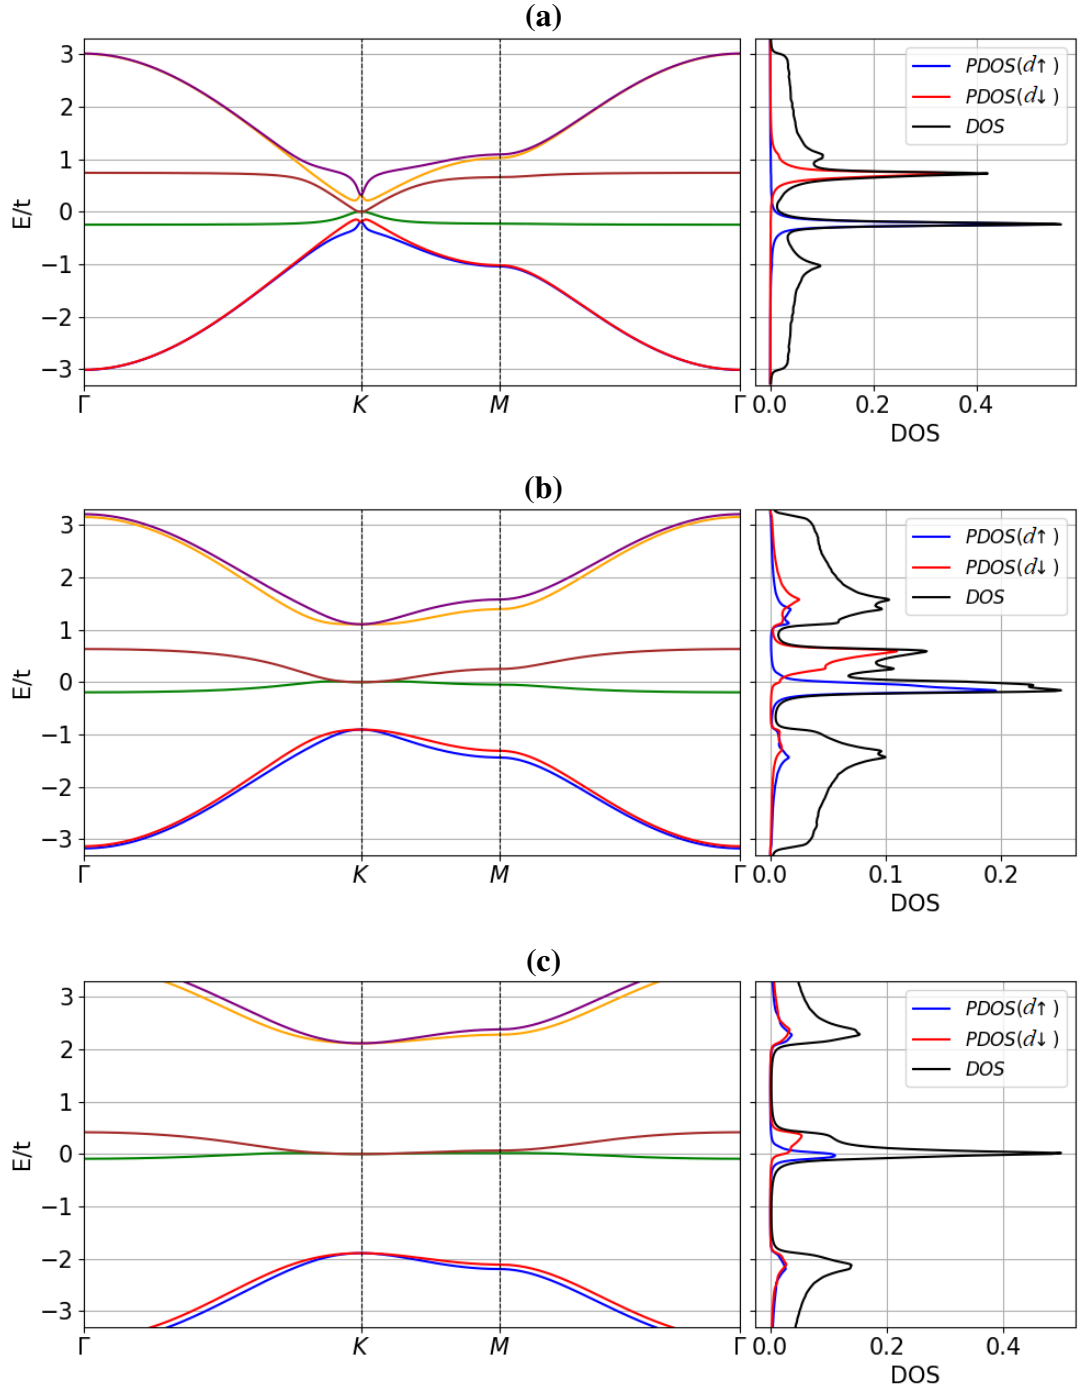 (a)
3
2
1
0
−1
−2
−3
E/t
Γ K M Γ
PDOS(d↑)
PDOS(d↓)
DOS
0.0 0.2 0.4
DOS
(b)
3
2
1
0
−1
−2
−3
E/t
Γ K M Γ
PDOS(d↑)
PDOS(d↓)
DOS
0.0 0.1 0.2
DOS
(c)
3
2
1
0
−1
−2
−3
E/t
Γ K M Γ
PDOS(d↑)
PDOS(d↓)
DOS
0.0 0.2 0.4
DOS